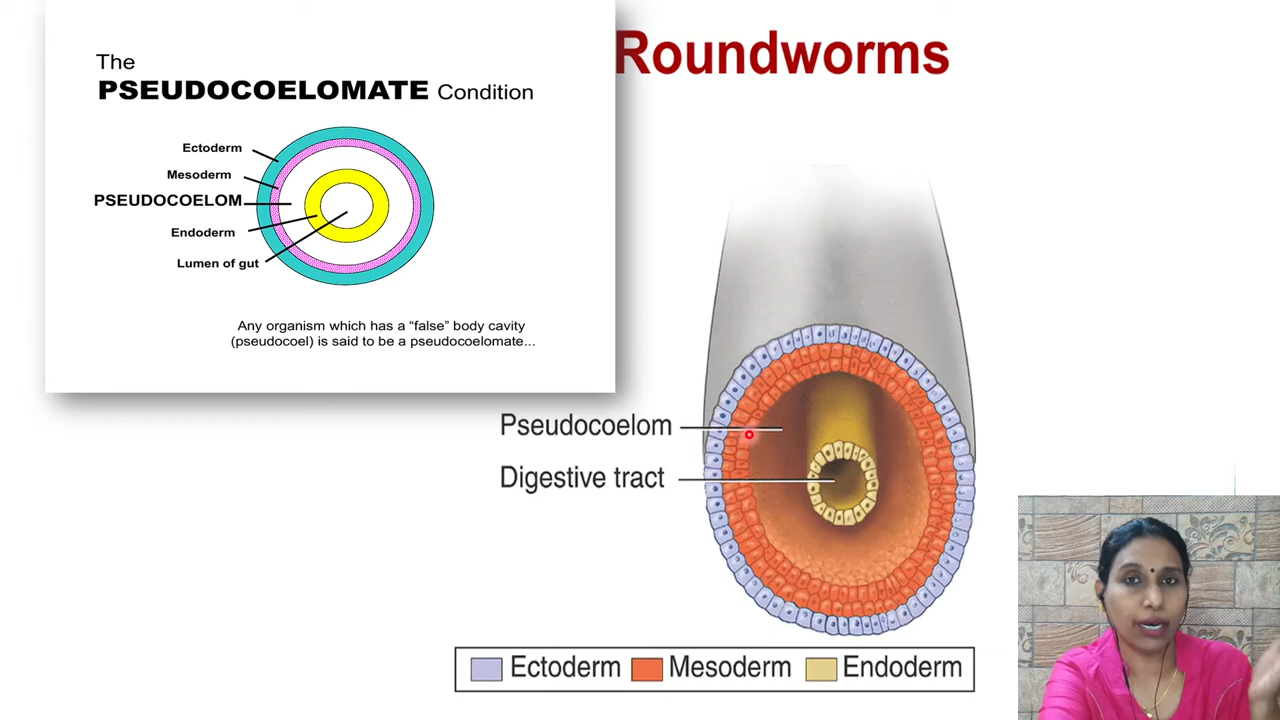 Roundworms
The
PSEUDOCOELOMATE Condition
Ectoderm
Mesoderm
PSEUDOCOELOM
Endoderm
Lumen of gut
Any organism which has a “false” body cavity
(pseudocoel) is said to be a pseudocoelomate...
Pseudocoelom
Digestive tract
Ectoderm Mesoderm Endoderm